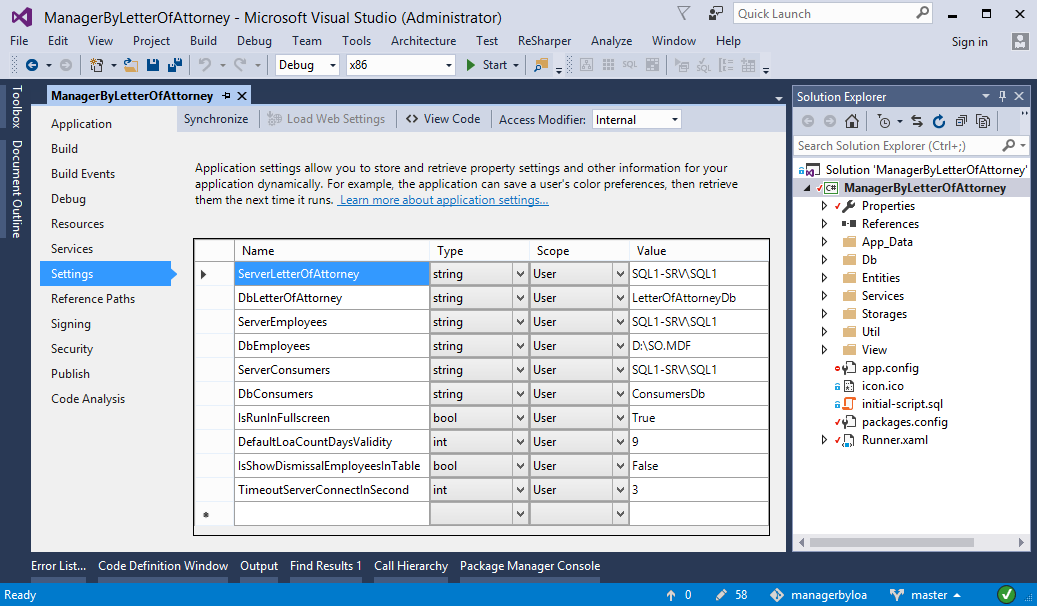 ManagerByLetterOfAttorney - Microsoft Visual Studio (Administrator)
Quick Launch
File Edit View Project Build Debug Team Tools Architecture Test ReSharper Analyze Window Help
Sign in
Debug x86 Start
SQL
SQL
Toolbox
Document Outline
ManagerByLetterOfAttorney
Application
Build
Build Events
Debug
Resources
Services
Settings
Reference Paths
Signing
Security
Publish
Code Analysis
Synchronize Load Web Settings View Code Access Modifier: Internal
Application settings allow you to store and retrieve property settings and other information for your
application dynamically. For example, the application can save a user's color preferences, then retrieve
them the next time it runs. Learn more about application settings...
Name Type Scope Value
ServerLetterOfAttorney string User SQL1-SRV\SQL1
DbLetterOfAttorney string User LetterOfAttorneyDb
ServerEmployees string User SQL1-SRV\SQL1
DbEmployees string User D:\SO.MDF
ServerConsumers string User SQL1-SRV\SQL1
DbConsumers string User ConsumersDb
IsRunInFullscreen bool User True
DefaultLoaCountDaysValidity int User 9
IsShowDismissalEmployeesInTable bool User False
TimeoutServerConnectInSecond int User 3
Solution Explorer
Search Solution Explorer (Ctrl+;)
Solution 'ManagerByLetterOfAttorney'
C# ManagerByLetterOfAttorney
Properties
References
App_Data
Db
Entities
Services
Storages
Util
View
app.config
icon.ico
initial-script.sql
packages.config
Runner.xaml
Error List... Code Definition Window Output Find Results 1 Call Hierarchy Package Manager Console
Ready 0 58 managerbyloa master